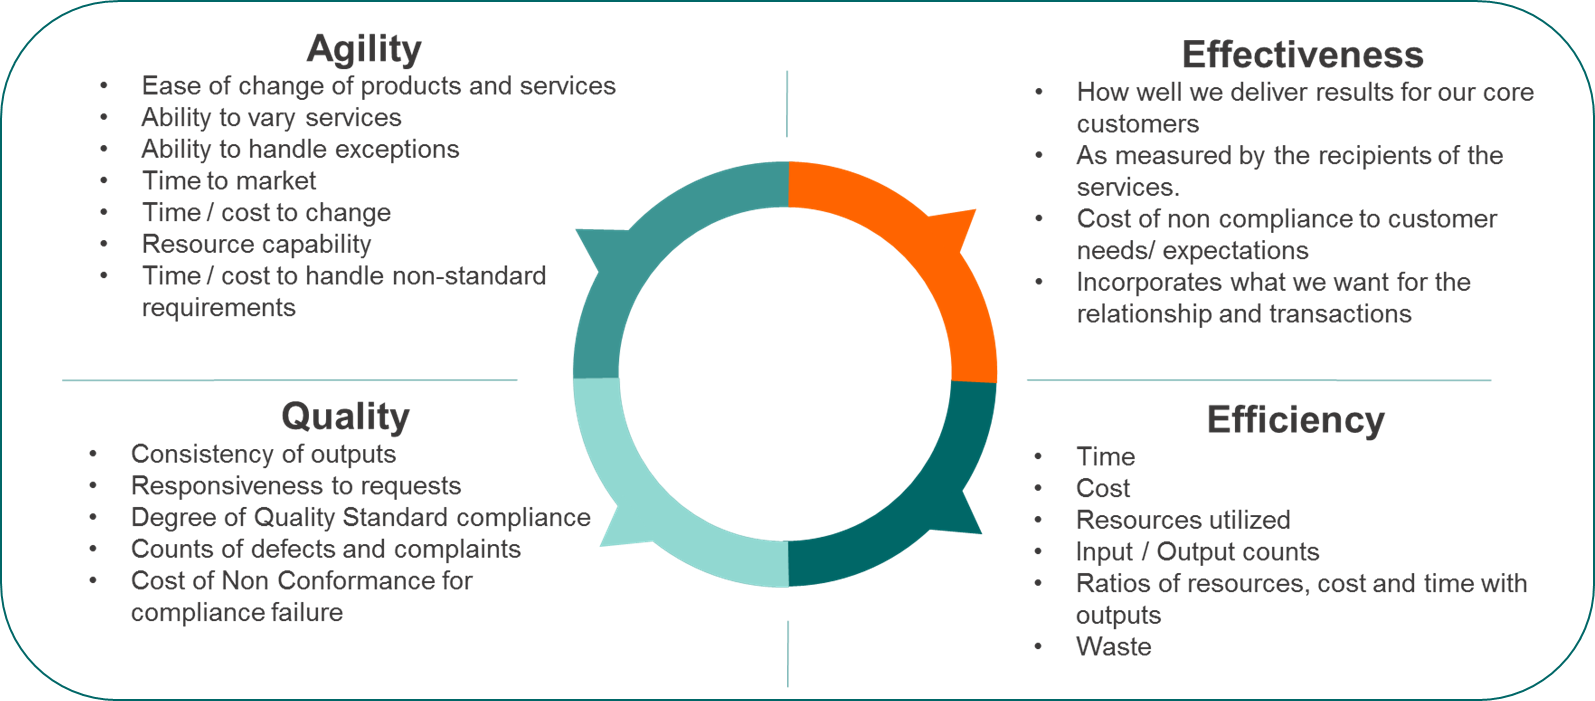 Agility
• Ease of change of products and services
• Ability to vary services
• Ability to handle exceptions
• Time to market
• Time / cost to change
• Resource capability
• Time / cost to handle non-standard
requirements
Effectiveness
• How well we deliver results for our core
customers
• As measured by the recipients of the
services.
• Cost of non compliance to customer
needs/ expectations
• Incorporates what we want for the
relationship and transactions
Quality
• Consistency of outputs
• Responsiveness to requests
• Degree of Quality Standard compliance
• Counts of defects and complaints
• Cost of Non Conformance for
compliance failure
Efficiency
• Time
• Cost
• Resources utilized
• Input / Output counts
• Ratios of resources, cost and time with
outputs
• Waste